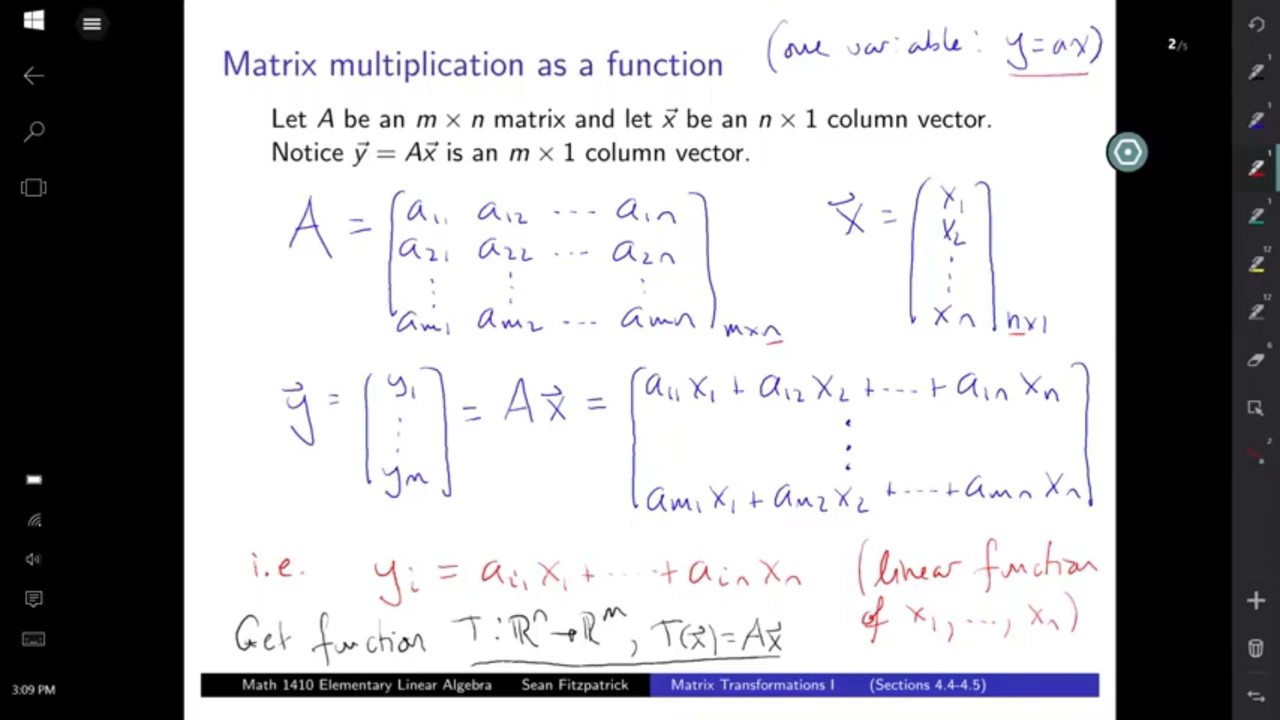 (one variable: y=ax)
2/5
Matrix multiplication as a function
Let A be an m × n matrix and let x⃗ be an n × 1 column vector.
Notice y⃗ = Ax⃗ is an m × 1 column vector.
A = [a₁₁ a₁₂ ... a₁ₙ
a₂₁ a₂₂ ... a₂ₙ
⋮ ⋮ ⋮
aₘ₁ aₘ₂ ... aₘₙ] m×n
x⃗ = [x₁
x₂
⋮
xₙ] n×1
y⃗ = [y₁
⋮
yₘ] = Ax⃗ = [a₁₁x₁ + a₁₂x₂ + ... + a₁ₙxₙ
⋮
aₘ₁x₁ + aₘ₂x₂ + ... + aₘₙxₙ]
i.e. yᵢ = aᵢ₁x₁ + ... + aᵢₙxₙ (linear function
of x₁, ..., xₙ)
Get function T: ℝⁿ → ℝᵐ, T(x⃗) = Ax⃗
Math 1410 Elementary Linear Algebra Sean Fitzpatrick Matrix Transformations I (Sections 4.4-4.5)
3:09 PM